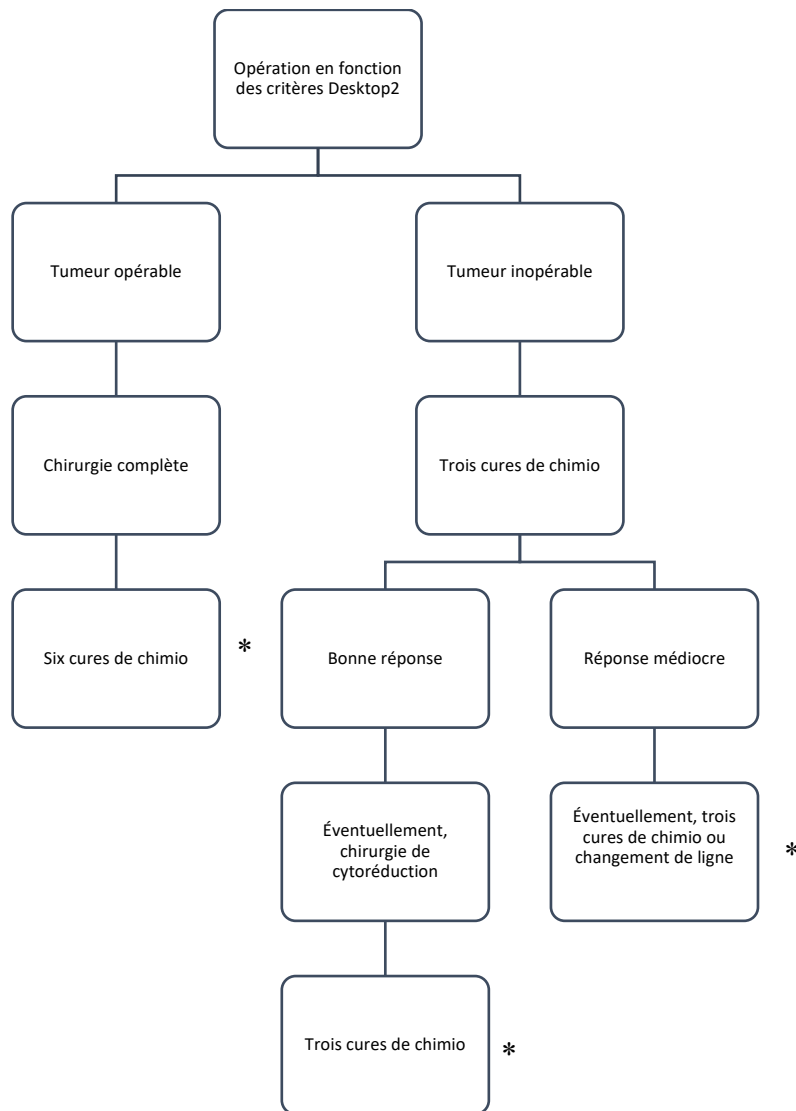 Opération en fonction
des critères Desktop2
Tumeur opérable
Tumeur inopérable
Chirurgie complète
Trois cures de chimio
Six cures de chimio
*
Bonne réponse
Réponse médiocre
Éventuellement,
chirurgie de
cytoréduction
Éventuellement, trois
cures de chimio ou
changement de ligne
*
Trois cures de chimio
*